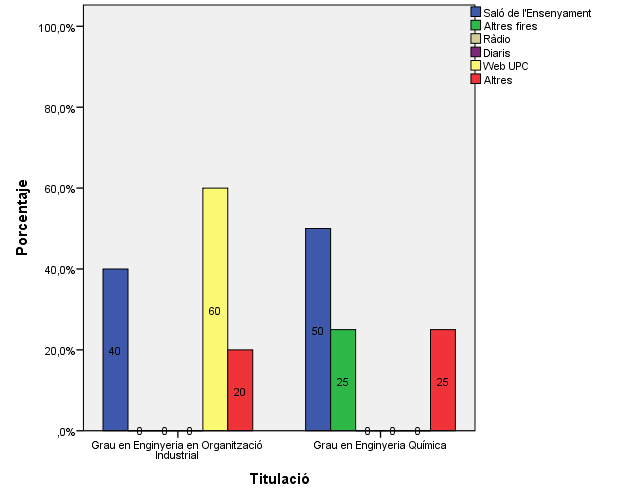 Saló de l'Ensenyament
Altres fires
Ràdio
Diaris
Web UPC
Altres
100,0%
80,0%
60,0%
40,0%
20,0%
,0%
Porcentaje
40
0
0
0
60
20
50
25
0
0
0
25
Grau en Enginyeria en Organització
Industrial
Grau en Enginyeria Química
Titulació